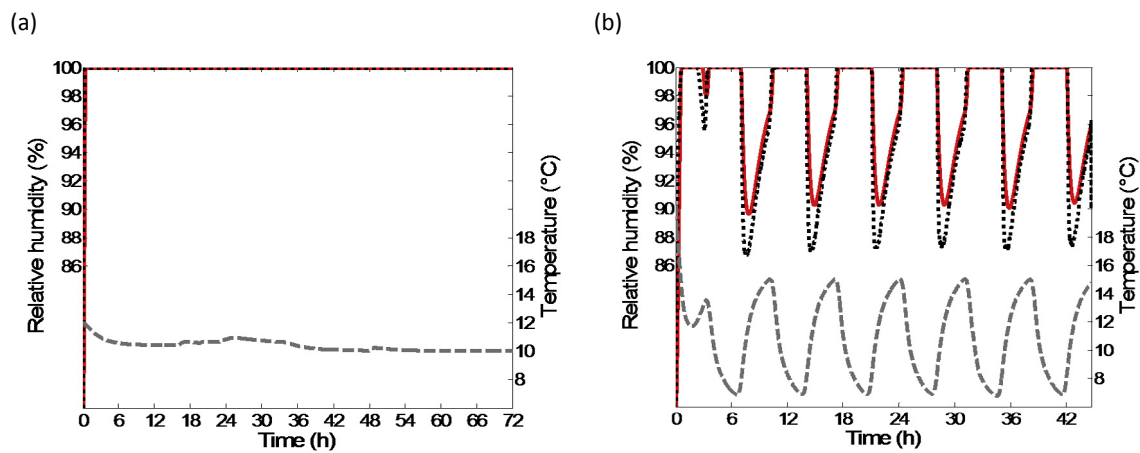 (a)
(b)
100
98
96
94
92
90
88
86
Relative humidity (%)
18
16
14
12
10
8
Temperature (°C)
0 6 12 18 24 30 36 42 48 54 60 66 72
Time (h)
100
98
96
94
92
90
88
86
Relative humidity (%)
18
16
14
12
10
8
Temperature (°C)
0 6 12 18 24 30 36 42
Time (h)